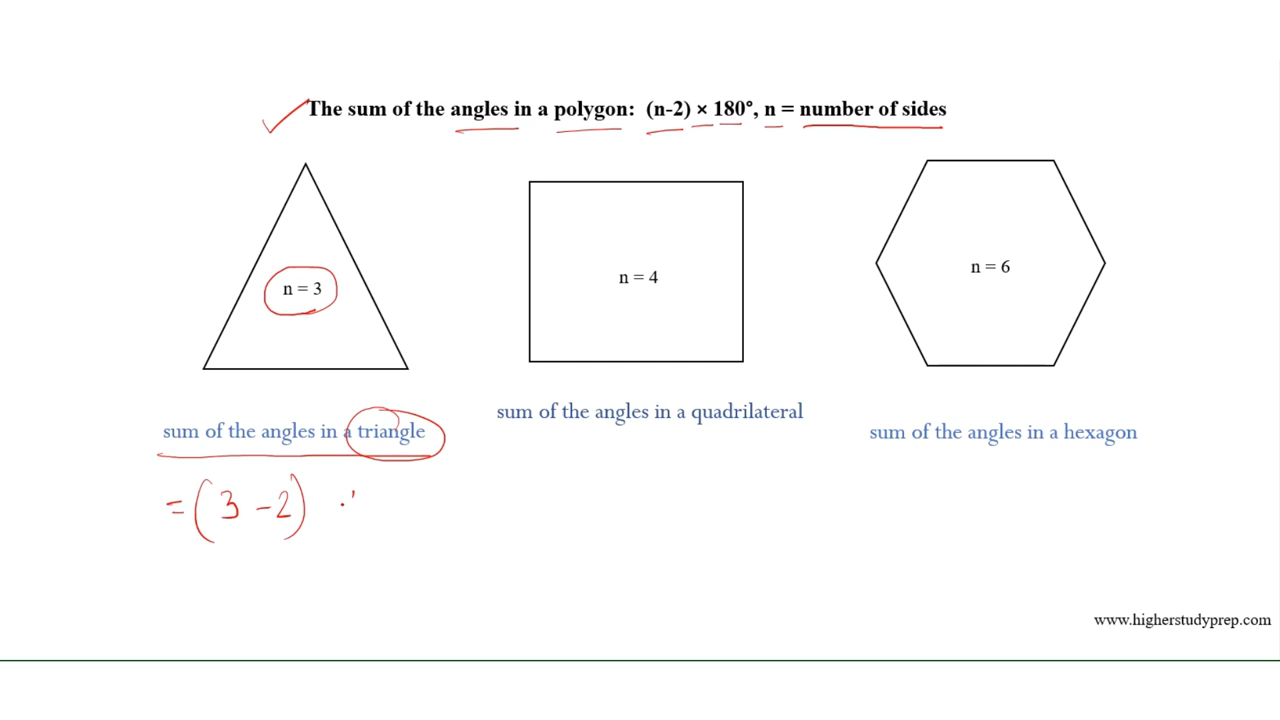 The sum of the angles in a polygon: (n-2) × 180°, n = number of sides
n = 3
n = 4
n = 6
sum of the angles in a triangle
sum of the angles in a quadrilateral
sum of the angles in a hexagon
= (3 - 2)
www.higherstudyprep.com